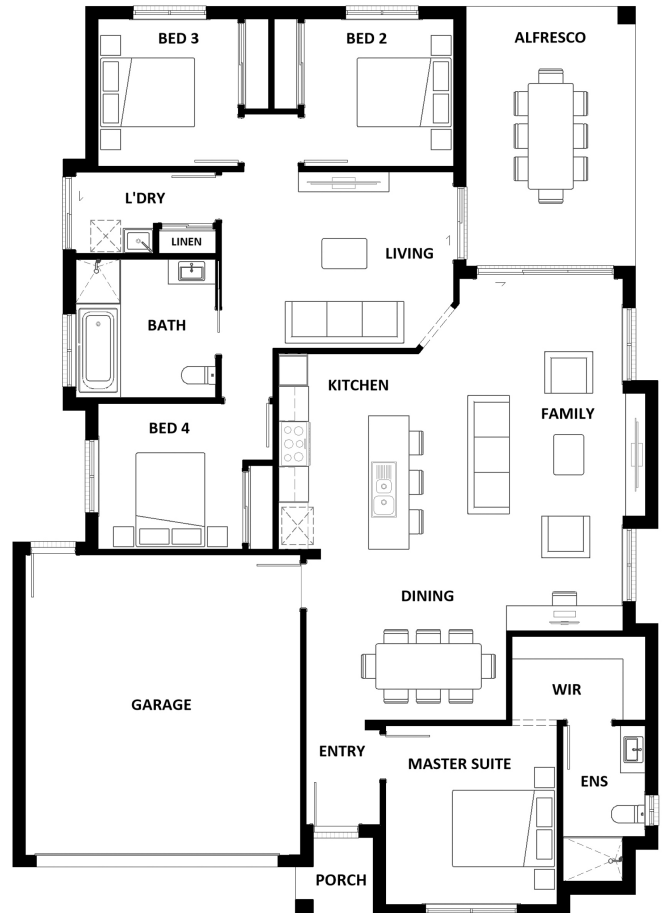 BED 3
BED 2
ALFRESCO
L'DRY
LINEN
LIVING
BATH
KITCHEN
FAMILY
BED 4
DINING
WIR
GARAGE
ENTRY
MASTER SUITE
ENS
PORCH